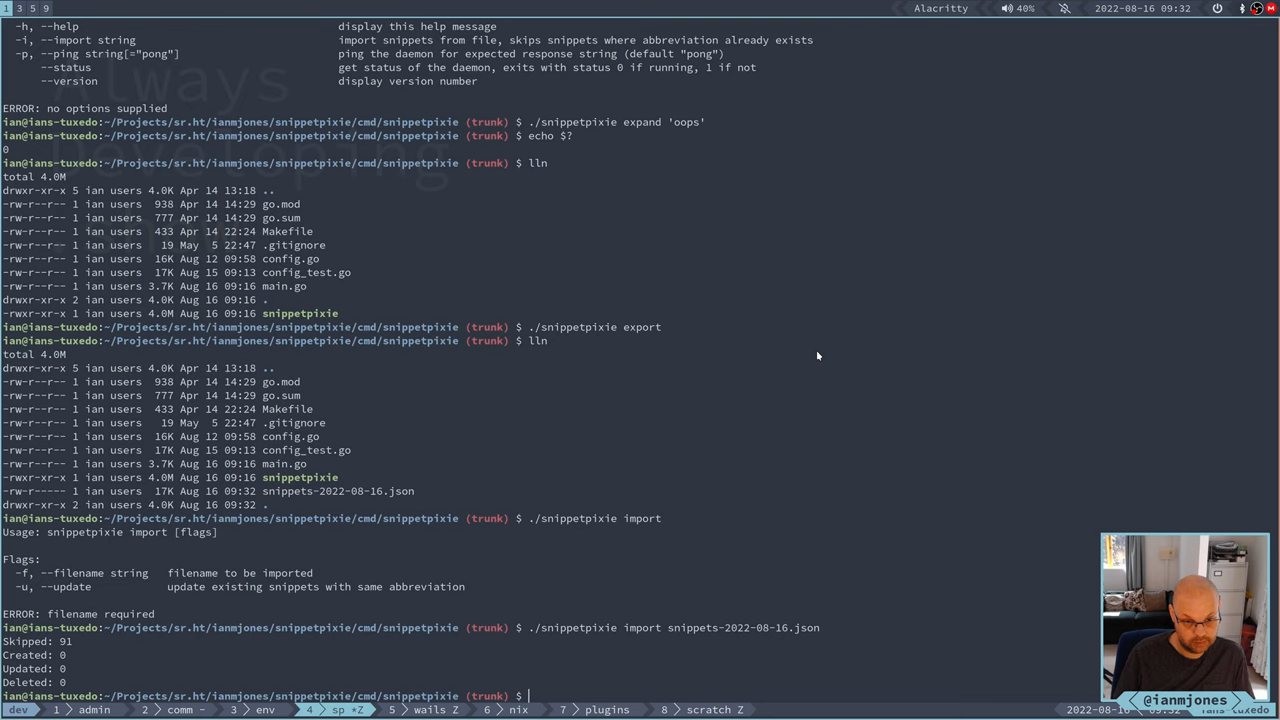 1 3 5 9 Alacritty 40% 2022-08-16 09:32
-h, --help display this help message
-i, --import string import snippets from file, skips snippets where abbreviation already exists
-p, --ping string[="pong"] ping the daemon for expected response string (default "pong")
--status get status of the daemon, exits with status 0 if running, 1 if not
--version display version number
Always
ERROR: no options supplied
ian@ians-tuxedo:~/Projects/sr.ht/ianmjones/snippetpixie/cmd/snippetpixie (trunk) $ ./snippetpixie expand 'oops'
ian@ians-tuxedo:~/Projects/sr.ht/ianmjones/snippetpixie/cmd/snippetpixie (trunk) $ echo $?
0
Developing
ian@ians-tuxedo:~/Projects/sr.ht/ianmjones/snippetpixie/cmd/snippetpixie (trunk) $ lln
total 4.0M
drwxr-xr-x 5 ian users 4.0K Apr 14 13:18 ..
-rw-r--r-- 1 ian users 938 Apr 14 14:29 go.mod
-rw-r--r-- 1 ian users 777 Apr 14 14:29 go.sum
-rw-r--r-- 1 ian users 433 Apr 14 22:24 Makefile
-rw-r--r-- 1 ian users 19 May 5 22:47 .gitignore
-rw-r--r-- 1 ian users 16K Aug 12 09:58 config.go
-rw-r--r-- 1 ian users 17K Aug 15 09:13 config_test.go
-rw-r--r-- 1 ian users 3.7K Aug 16 09:16 main.go
drwxr-xr-x 2 ian users 4.0K Aug 16 09:16 .
-rwxr-xr-x 1 ian users 4.0M Aug 16 09:16 snippetpixie
ian@ians-tuxedo:~/Projects/sr.ht/ianmjones/snippetpixie/cmd/snippetpixie (trunk) $ ./snippetpixie export
ian@ians-tuxedo:~/Projects/sr.ht/ianmjones/snippetpixie/cmd/snippetpixie (trunk) $ lln
total 4.0M
drwxr-xr-x 5 ian users 4.0K Apr 14 13:18 ..
-rw-r--r-- 1 ian users 938 Apr 14 14:29 go.mod
-rw-r--r-- 1 ian users 777 Apr 14 14:29 go.sum
-rw-r--r-- 1 ian users 433 Apr 14 22:24 Makefile
-rw-r--r-- 1 ian users 19 May 5 22:47 .gitignore
-rw-r--r-- 1 ian users 16K Aug 12 09:58 config.go
-rw-r--r-- 1 ian users 17K Aug 15 09:13 config_test.go
-rw-r--r-- 1 ian users 3.7K Aug 16 09:16 main.go
-rwxr-xr-x 1 ian users 4.0M Aug 16 09:16 snippetpixie
-rw-r----- 1 ian users 17K Aug 16 09:32 snippets-2022-08-16.json
drwxr-xr-x 2 ian users 4.0K Aug 16 09:32 .
ian@ians-tuxedo:~/Projects/sr.ht/ianmjones/snippetpixie/cmd/snippetpixie (trunk) $ ./snippetpixie import
Usage: snippetpixie import [flags]
Flags:
-f, --filename string filename to be imported
-u, --update update existing snippets with same abbreviation
ERROR: filename required
ian@ians-tuxedo:~/Projects/sr.ht/ianmjones/snippetpixie/cmd/snippetpixie (trunk) $ ./snippetpixie import snippets-2022-08-16.json
Skipped: 91
Created: 0
Updated: 0
Deleted: 0
ian@ians-tuxedo:~/Projects/sr.ht/ianmjones/snippetpixie/cmd/snippetpixie (trunk) $
@ianmjones
dev 1 admin 2 comm - 3 env 4 sp *Z 5 wails Z 6 nix 7 plugins 8 scratch Z